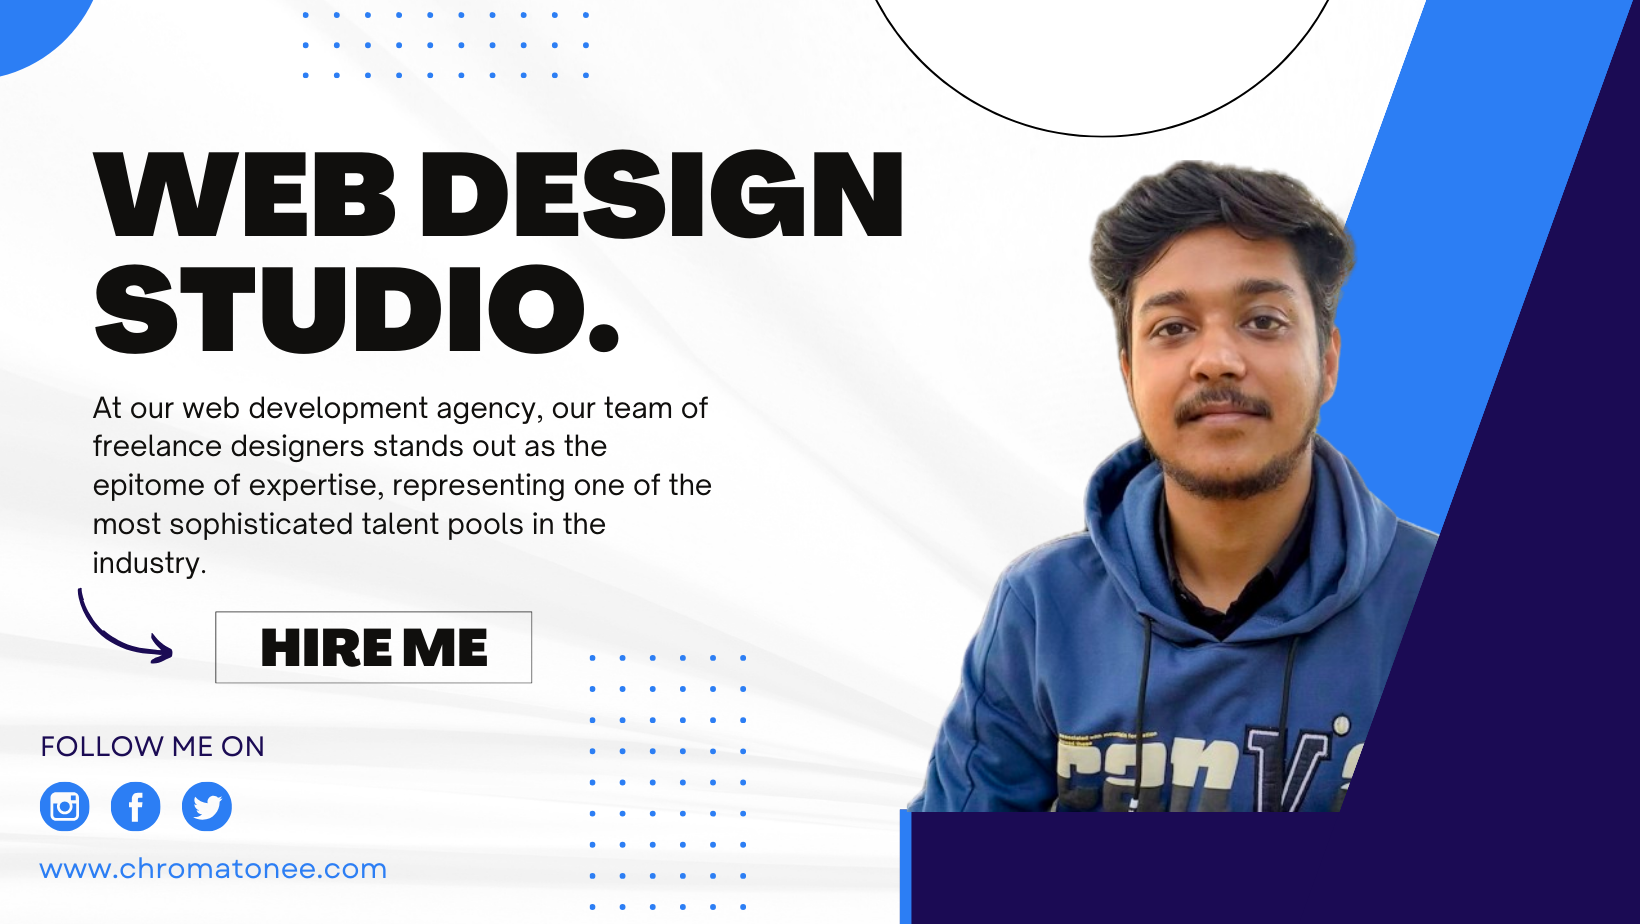 WEB DESIGN
STUDIO.
At our web development agency, our team of
freelance designers stands out as the
epitome of expertise, representing one of the
most sophisticated talent pools in the
industry.
HIRE ME
FOLLOW ME ON
www.chromatonee.com